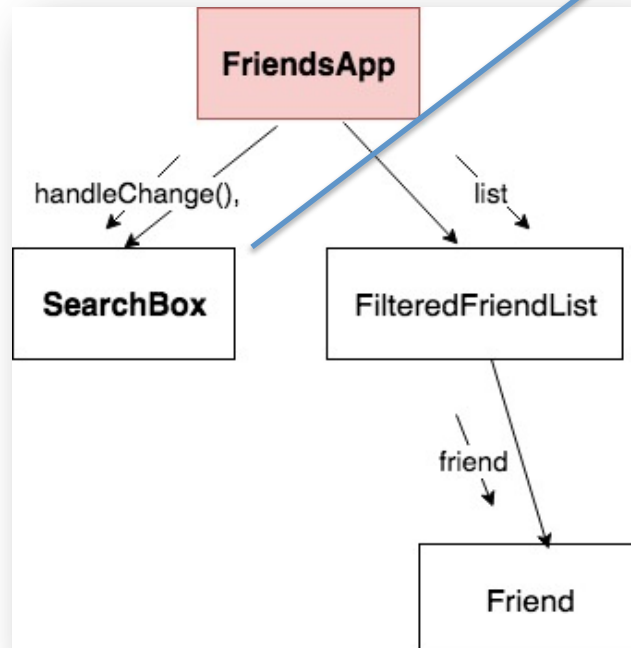 FriendsApp
handleChange(),
list
SearchBox
FilteredFriendList
friend
Friend